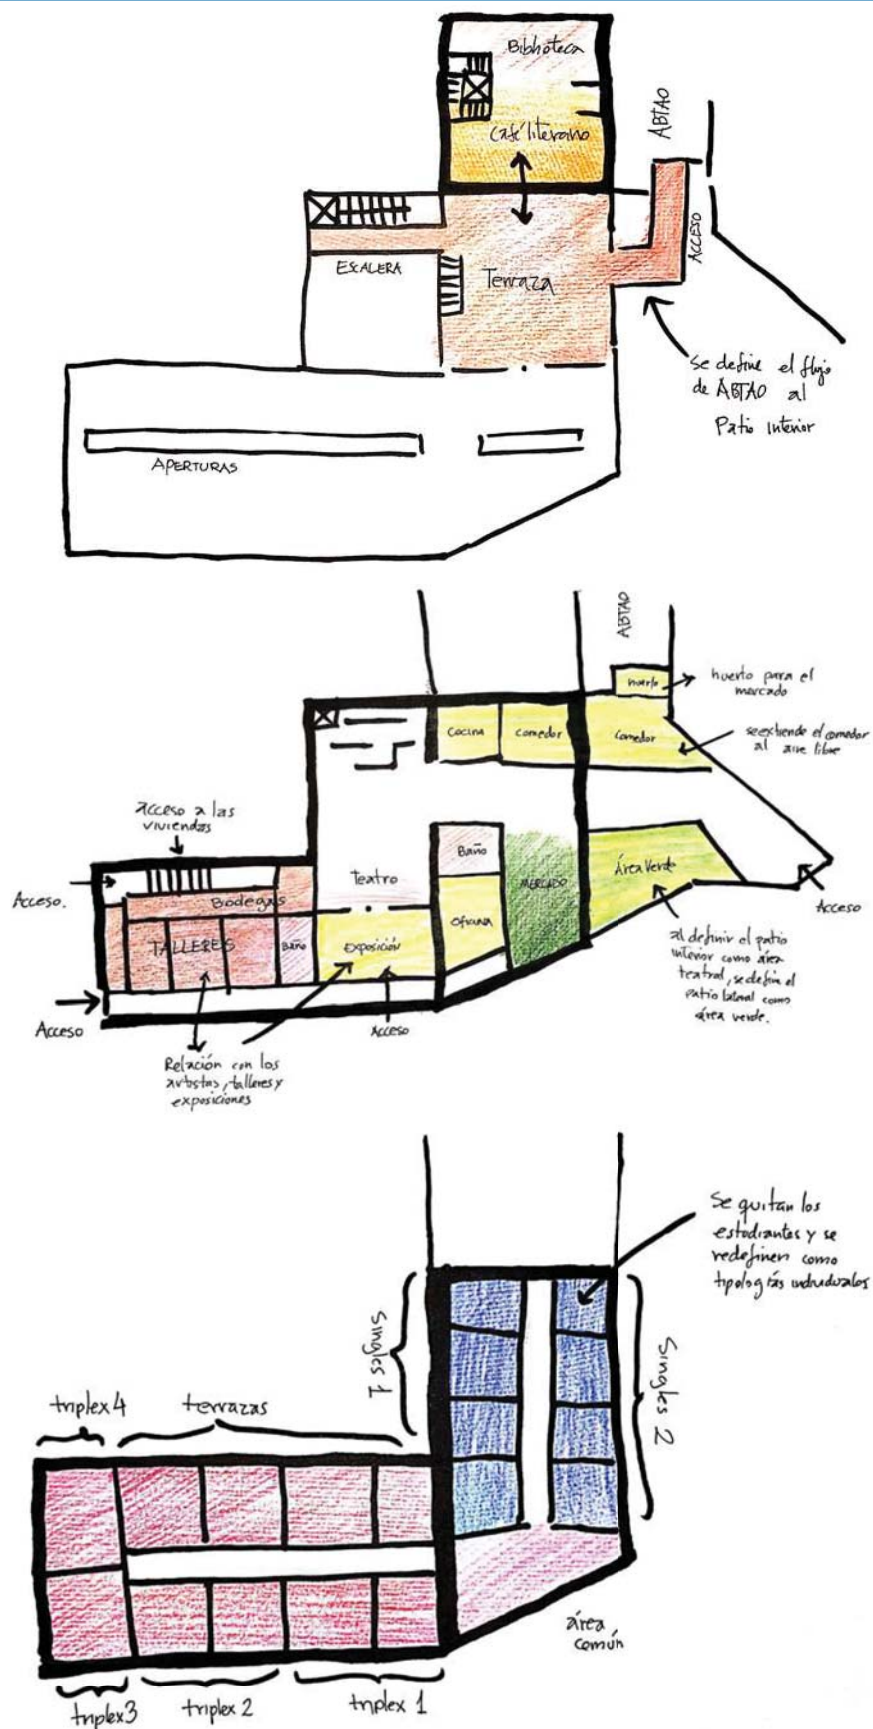 Biblioteca
Café literario
ABTAO
ACCESO
ESCALERA
Terraza
se define el flujo
de ABTAO al
Patio interior
APERTURAS
ABTAO
huerto
huerto para el
mercado
Cocina
Comedor
Comedor
se extiende el comedor
al aire libre
acceso a las
viviendas
Acceso.
Bodegas
TALLERES
Baño
Teatro
Exposición
Baño
Oficina
MERCADO
Área Verde
Acceso
al definir el patio
interior como área
teatral, se define el
patio lateral como
área verde.
Acceso
Acceso
Relación con los
artistas, talleres y
exposiciones
Se quitan los
estudiantes y se
redefinen como
tipologías individuales
Singles 1
Singles 2
triplex 4
terrazas
área
común
triplex 3
triplex 2
triplex 1